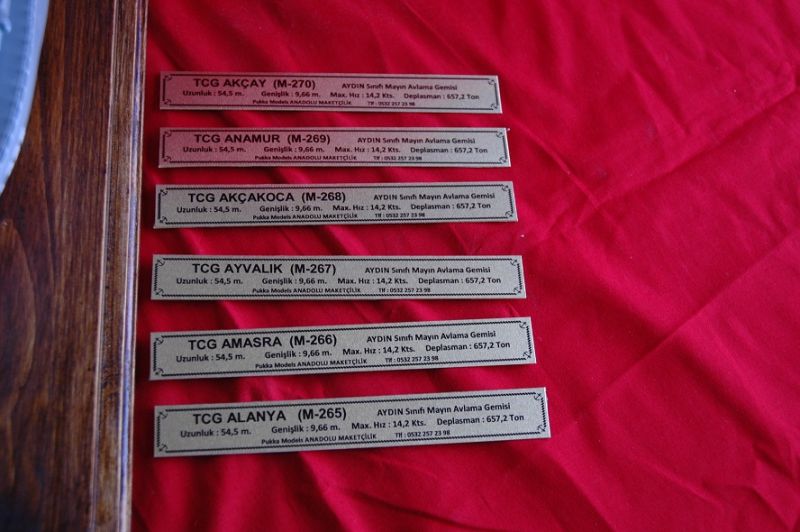 TCG AKÇAY (M-270) AYDIN Sınıfı Mayın Avlama Gemisi
Uzunluk : 54,5 m. Genişlik : 9,66 m. Max. Hız : 14,2 Kts. Deplasman : 657,2 Ton
Pukka Models ANADOLU MAKETÇİLİK Tlf : 0532 257 23 98
TCG ANAMUR (M-269) AYDIN Sınıfı Mayın Avlama Gemisi
Uzunluk : 54,5 m. Genişlik : 9,66 m. Max. Hız : 14,2 Kts. Deplasman : 657,2 Ton
Pukka Models ANADOLU MAKETÇİLİK Tlf : 0532 257 23 98
TCG AKÇAKOCA (M-268) AYDIN Sınıfı Mayın Avlama Gemisi
Uzunluk : 54,5 m. Genişlik : 9,66 m. Max. Hız : 14,2 Kts. Deplasman : 657,2 Ton
Pukka Models ANADOLU MAKETÇİLİK Tlf : 0532 257 23 98
TCG AYVALIK (M-267) AYDIN Sınıfı Mayın Avlama Gemisi
Uzunluk : 54,5 m. Genişlik : 9,66 m. Max. Hız : 14,2 Kts. Deplasman : 657,2 Ton
Pukka Models ANADOLU MAKETÇİLİK Tlf : 0532 257 23 98
TCG AMASRA (M-266) AYDIN Sınıfı Mayın Avlama Gemisi
Uzunluk : 54,5 m. Genişlik : 9,66 m. Max. Hız : 14,2 Kts. Deplasman : 657,2 Ton
Pukka Models ANADOLU MAKETÇİLİK Tlf : 0532 257 23 98
TCG ALANYA (M-265) AYDIN Sınıfı Mayın Avlama Gemisi
Uzunluk : 54,5 m. Genişlik : 9,66 m. Max. Hız : 14,2 Kts. Deplasman : 657,2 Ton
Pukka Models ANADOLU MAKETÇİLİK Tlf : 0532 257 23 98